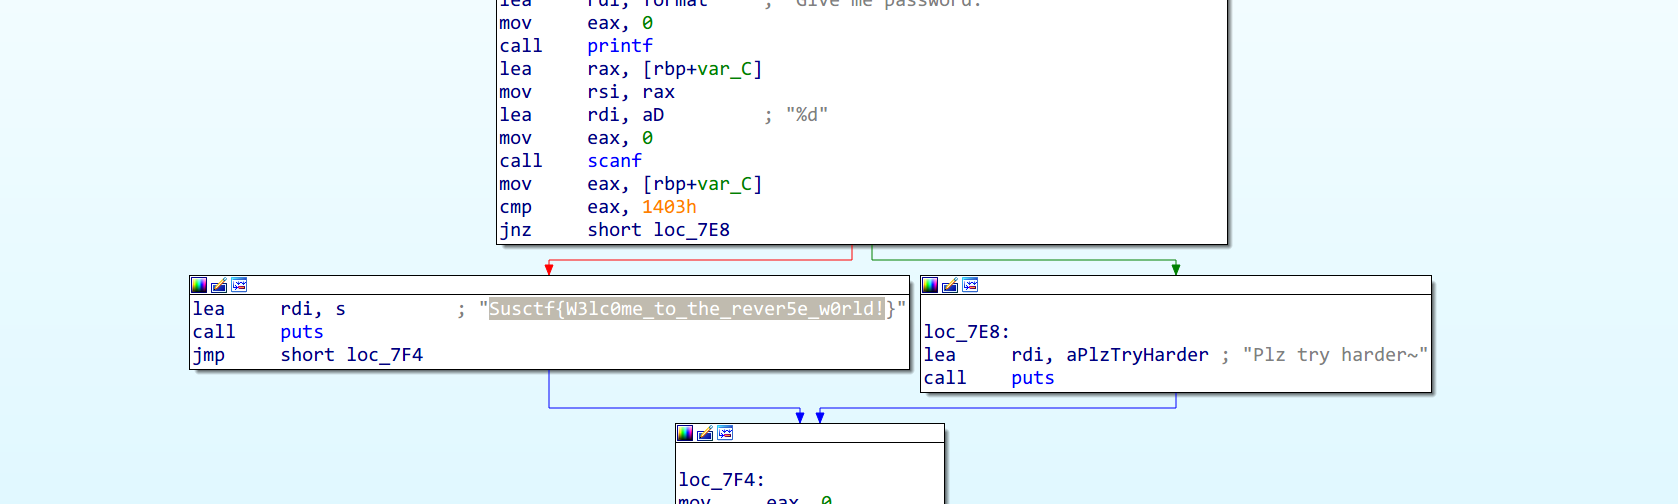 lea rdi, format ; "Give me password:
mov eax, 0
call printf
lea rax, [rbp+var_C]
mov rsi, rax
lea rdi, aD ; "%d"
mov eax, 0
call scanf
mov eax, [rbp+var_C]
cmp eax, 1403h
jnz short loc_7E8
lea rdi, s ; "Susctf{W3lc0me_to_the_rever5e_w0rld!}"
call puts
jmp short loc_7F4
loc_7E8:
lea rdi, aPlzTryHarder ; "Plz try harder~"
call puts
loc_7F4:
mov eax, 0